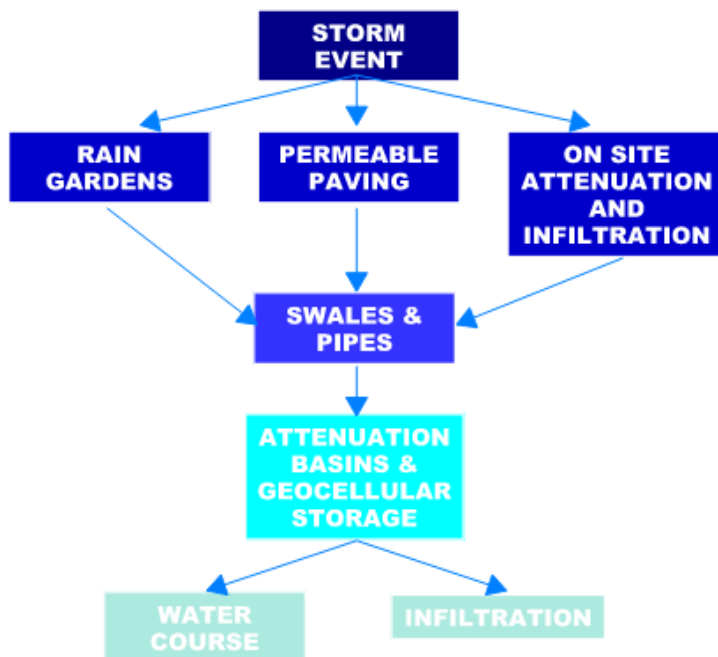 STORM
EVENT
RAIN
GARDENS
PERMEABLE
PAVING
ON SITE
ATTENUATION
AND
INFILTRATION
SWALES &
PIPES
ATTENUATION
BASINS &
GEOCELLULAR
STORAGE
WATER
COURSE
INFILTRATION